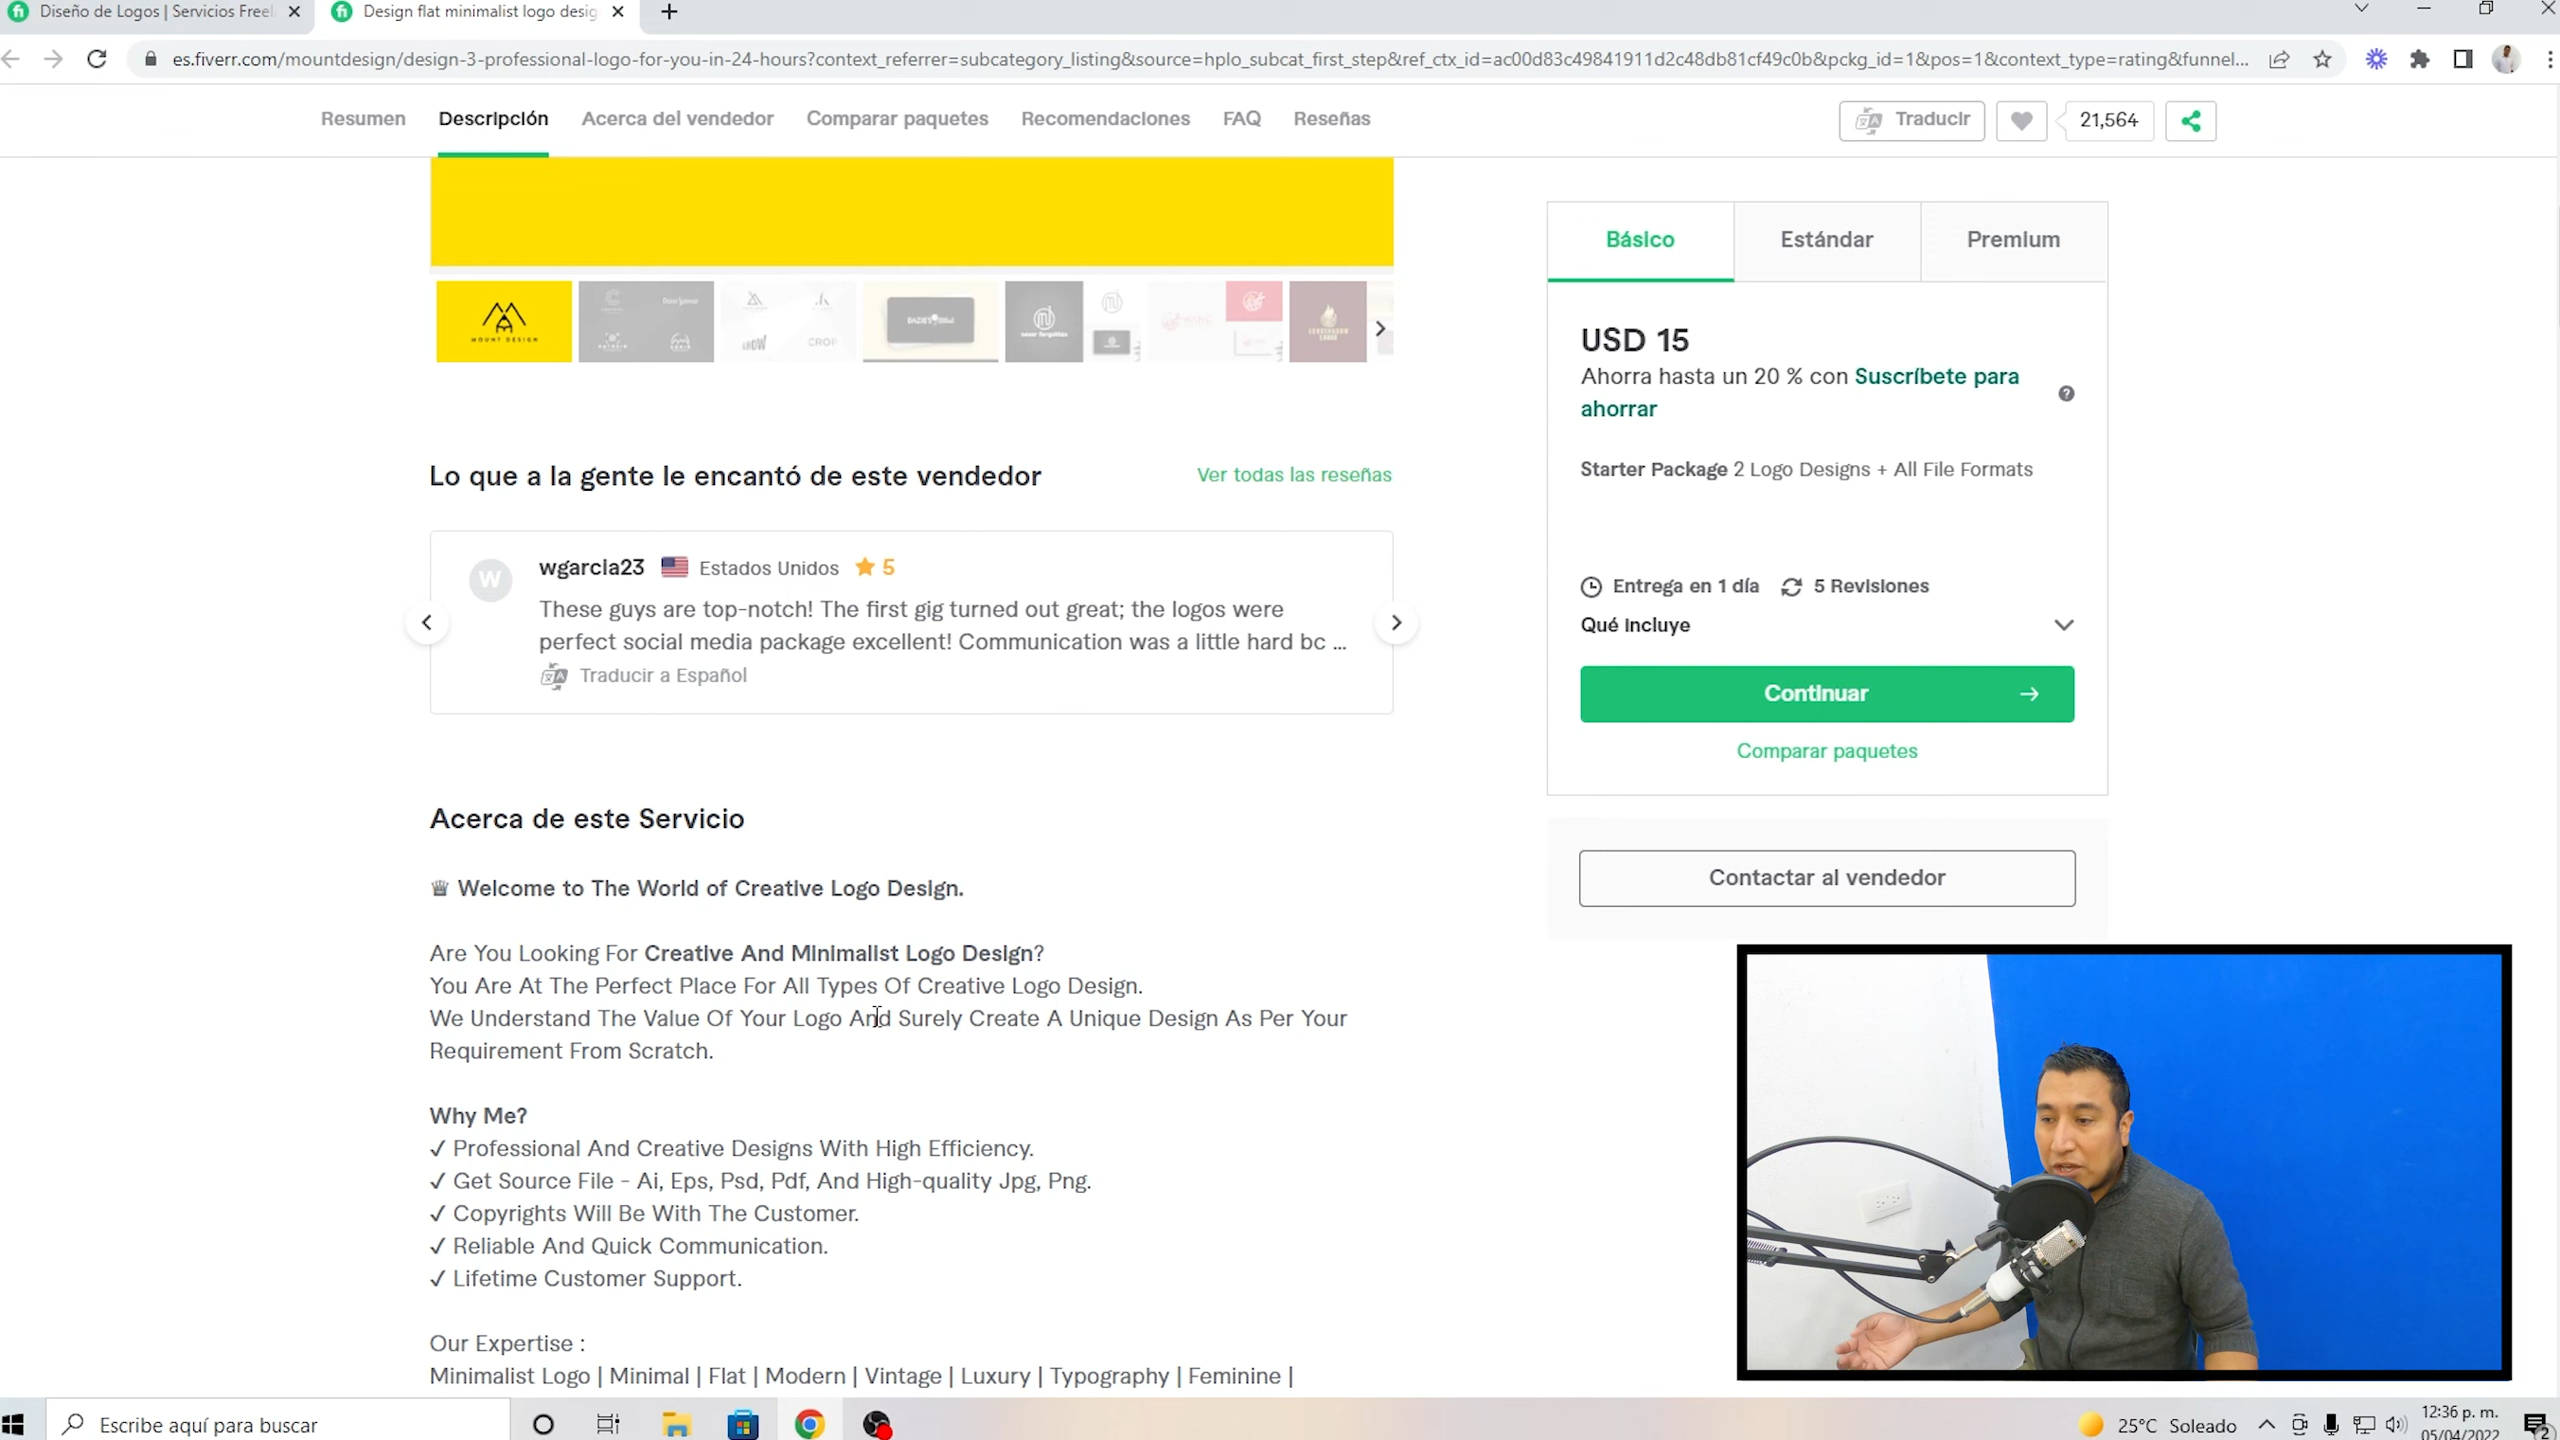 Diseño de Logos | Servicios Freel
Design flat minimalist logo desig
es.fiverr.com/mountdesign/design-3-professional-logo-for-you-in-24-hours?context_referrer=subcategory_listing&source=hplo_subcat_first_step&ref_ctx_id=ac00d83c49841911d2c48db81cf49c0b&pckg_id=1&pos=1&context_type=rating&funnel...
Resumen Descripción Acerca del vendedor Comparar paquetes Recomendaciones FAQ Reseñas
Traducir 21,564
MOUNT DESIGN
CROP
Básico Estándar Premium
USD 15
Ahorra hasta un 20 % con Suscríbete para
ahorrar
Starter Package 2 Logo Designs + All File Formats
Entrega en 1 día 5 Revisiones
Qué incluye
Continuar
Comparar paquetes
Contactar al vendedor
Lo que a la gente le encantó de este vendedor
Ver todas las reseñas
W
wgarcia23 Estados Unidos 5
These guys are top-notch! The first gig turned out great; the logos were
perfect social media package excellent! Communication was a little hard bc ...
Traducir a Español
Acerca de este Servicio
♛ Welcome to The World of Creative Logo Design.
Are You Looking For Creative And Minimalist Logo Design?
You Are At The Perfect Place For All Types Of Creative Logo Design.
We Understand The Value Of Your Logo And Surely Create A Unique Design As Per Your
Requirement From Scratch.
Why Me?
✓ Professional And Creative Designs With High Efficiency.
✓ Get Source File - Ai, Eps, Psd, Pdf, And High-quality Jpg, Png.
✓ Copyrights Will Be With The Customer.
✓ Reliable And Quick Communication.
✓ Lifetime Customer Support.
Our Expertise :
Minimalist Logo | Minimal | Flat | Modern | Vintage | Luxury | Typography | Feminine |
Escribe aquí para buscar
25°C Soleado
12:36 p. m.
05/04/2022
2